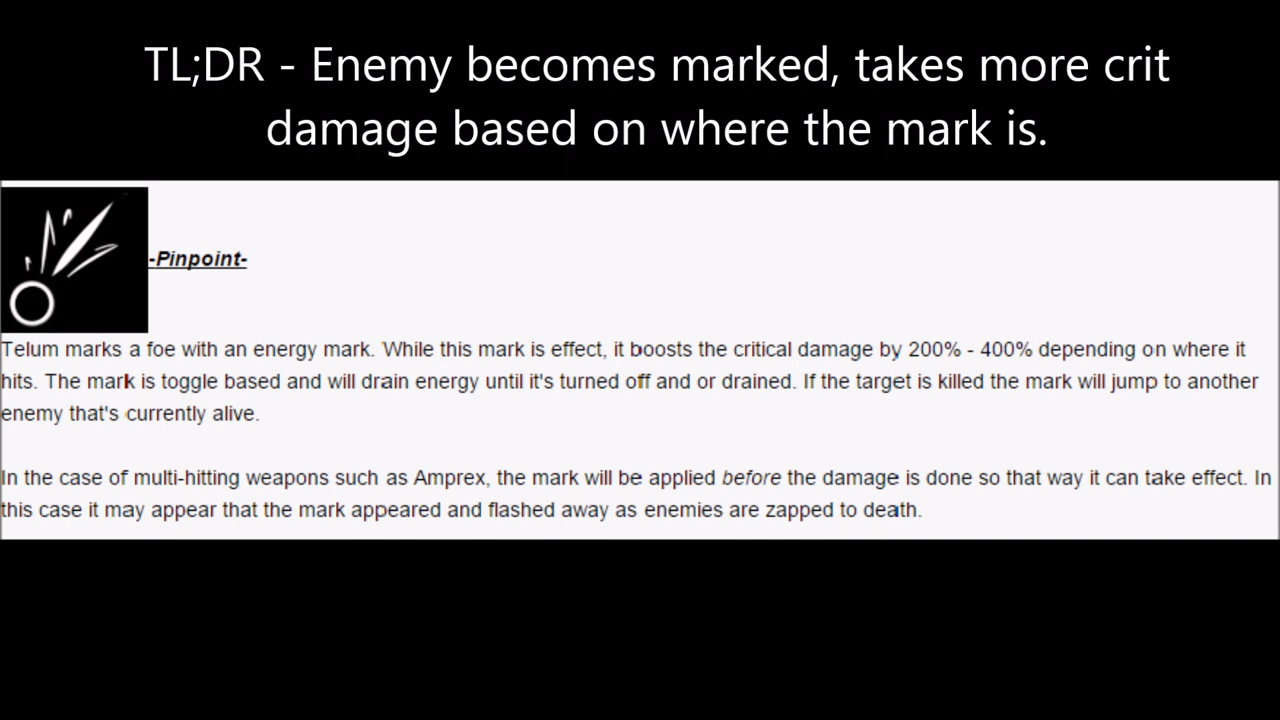 TL;DR - Enemy becomes marked, takes more crit
damage based on where the mark is.
-Pinpoint-
Telum marks a foe with an energy mark. While this mark is effect, it boosts the critical damage by 200% - 400% depending on where it
hits. The mark is toggle based and will drain energy until it's turned off and or drained. If the target is killed the mark will jump to another
enemy that's currently alive.
In the case of multi-hitting weapons such as Amprex, the mark will be applied before the damage is done so that way it can take effect. In
this case it may appear that the mark appeared and flashed away as enemies are zapped to death.